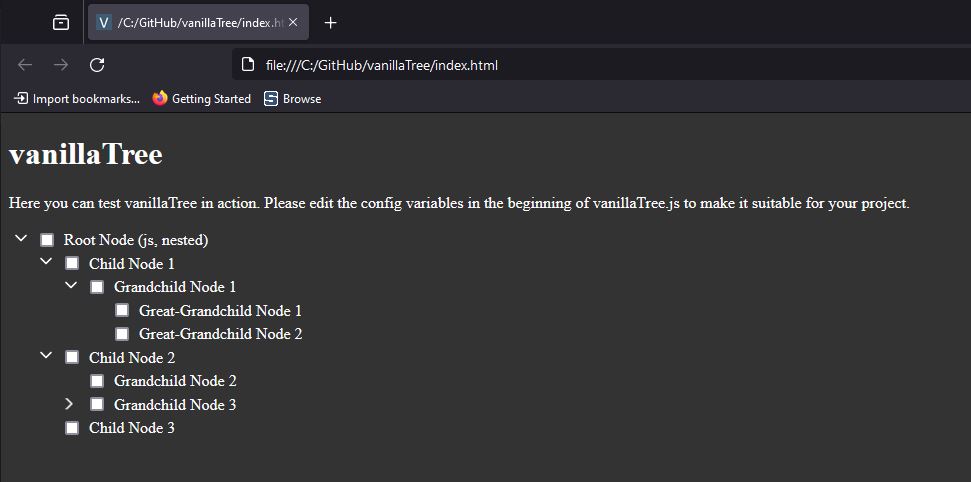 V /C:/GitHub/vanillaTree/index.ht
file:///C:/GitHub/vanillaTree/index.html
Import bookmarks... Getting Started Browse
vanillaTree
Here you can test vanillaTree in action. Please edit the config variables in the beginning of vanillaTree.js to make it suitable for your project.
Root Node (js, nested)
Child Node 1
Grandchild Node 1
Great-Grandchild Node 1
Great-Grandchild Node 2
Child Node 2
Grandchild Node 2
Grandchild Node 3
Child Node 3